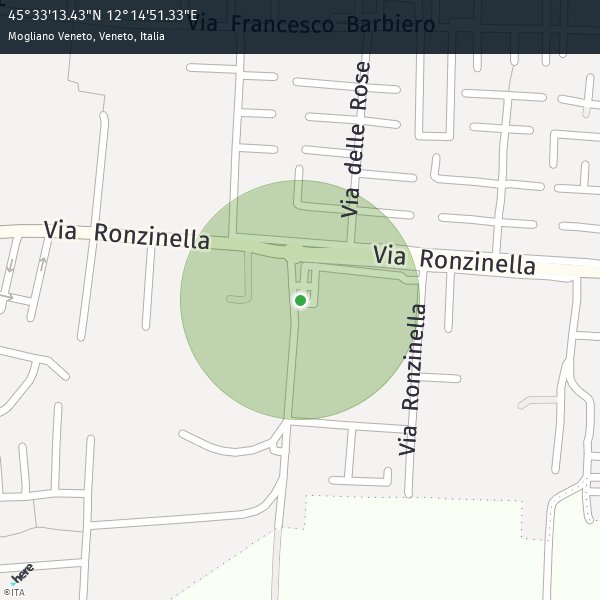 45°33'13.43"N 12°14'51.33"E
Mogliano Veneto, Veneto, Italia
Via Francesco Barbiero
Via delle Rose
Via Ronzinella
Via Ronzinella
Via Ronzinella
here
©ITA